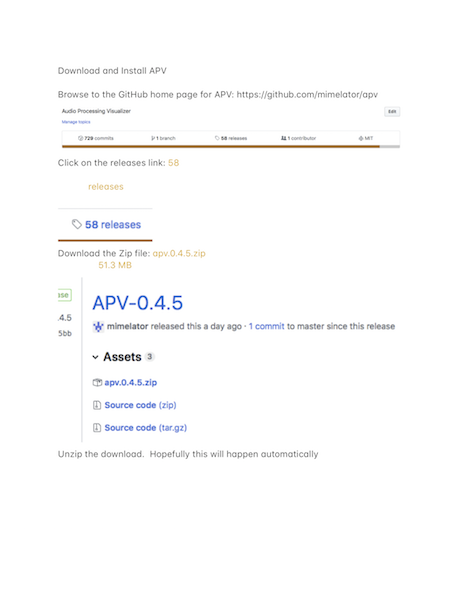 Download and Install APV
Browse to the GitHub home page for APV: https://github.com/mimelator/apv
Audio Processing Visualizer
Edit
Manage topics
729 commits 1 branch 58 releases 1 contributor MIT
Click on the releases link: 58
releases
58 releases
Download the Zip file: apv.0.4.5.zip
51.3 MB
ase
.4.5
5bb
APV-0.4.5
mimelator released this a day ago · 1 commit to master since this release
Assets 3
apv.0.4.5.zip
Source code (zip)
Source code (tar.gz)
Unzip the download.  Hopefully this will happen automatically